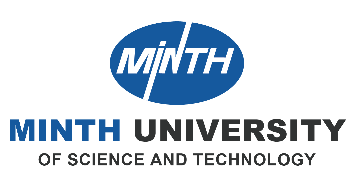 MINTH
MINTH UNIVERSITY
OF SCIENCE AND TECHNOLOGY